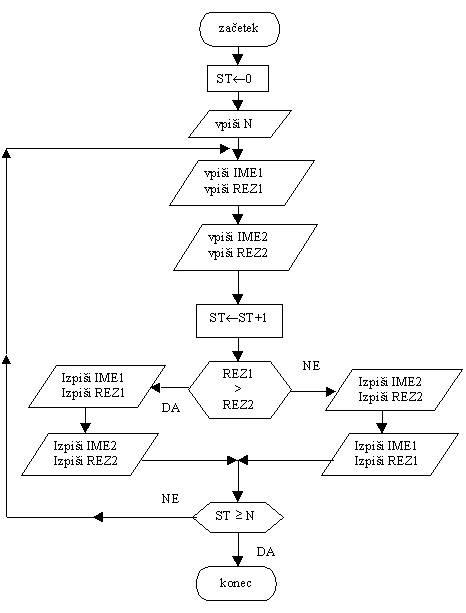 začetek
ST←0
vpiši N
vpiši IME1
vpiši REZ1
vpiši IME2
vpiši REZ2
ST←ST+1
REZ1
>
REZ2
NE
DA
Izpiši IME1
Izpiši REZ1
Izpiši IME2
Izpiši REZ2
Izpiši IME2
Izpiši REZ2
Izpiši IME1
Izpiši REZ1
NE
ST ≥ N
DA
konec